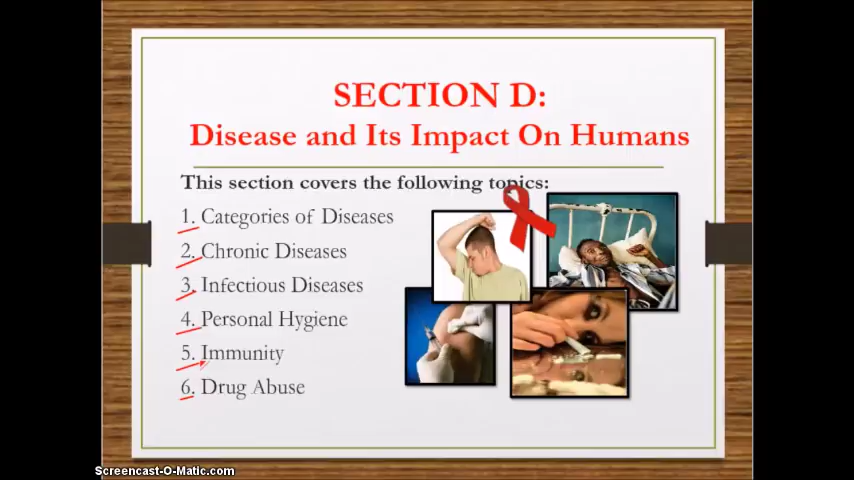 SECTION D:
Disease and Its Impact On Humans
This section covers the following topics:
1. Categories of Diseases
2. Chronic Diseases
3. Infectious Diseases
4. Personal Hygiene
5. Immunity
6. Drug Abuse
Screencast-O-Matic.com